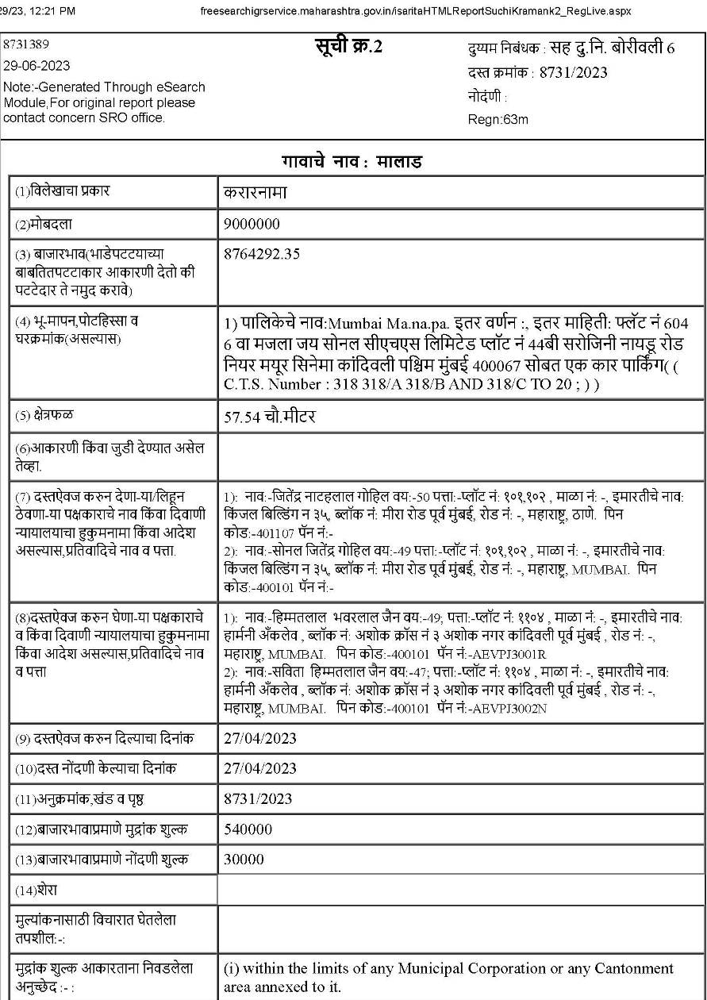 29/23, 12:21 PM
freesearchigrservice.maharashtra.gov.in/isaritaHTMLReportSuchiKramank2_RegLive.aspx
8731389
29-06-2023
Note:-Generated Through eSearch
Module,For original report please
contact concern SRO office.
सूची क्र.2
दुय्यम निबंधक : सह दु.नि. बोरीवली 6
दस्त क्रमांक : 8731/2023
नोदंणी :
Regn:63m
गावाचे नाव : मालाड
(1)विलेखाचा प्रकार
करारनामा
(2)मोबदला
9000000
(3) बाजारभाव(भाडेपटटयाच्या
बाबतितपटटाकार आकारणी देतो की
पटटेदार ते नमुद करावे)
8764292.35
(4) भू-मापन,पोटहिस्सा व
घरक्रमांक(असल्यास)
1) पालिकेचे नाव:Mumbai Ma.na.pa. इतर वर्णन :, इतर माहिती: फ्लॅट नं 604
6 वा मजला जय सोनल सीएचएस लिमिटेड प्लॉट नं 44बी सरोजिनी नायडू रोड
नियर मयूर सिनेमा कांदिवली पश्चिम मुंबई 400067 सोबत एक कार पार्किंग( (
C.T.S. Number : 318 318/A 318/B AND 318/C TO 20 ; ) )
(5) क्षेत्रफळ
57.54 चौ.मीटर
(6)आकारणी किंवा जुडी देण्यात असेल
तेव्हा.
(7) दस्तऐवज करुन देणा-या/लिहून
ठेवणा-या पक्षकाराचे नाव किंवा दिवाणी
न्यायालयाचा हुकुमनामा किंवा आदेश
असल्यास,प्रतिवादिचे नाव व पत्ता.
1): नाव:-जितेंद्र नाटहलाल गोहिल वय:-50 पत्ता:-प्लॉट नं: १०१,१०२ , माळा नं: -, इमारतीचे नाव:
किंजल बिल्डिंग न ३५, ब्लॉक नं: मीरा रोड पूर्व मुंबई, रोड नं: -, महाराष्ट्र, ठाणे. पिन
कोड:-401107 पॅन नं:-
2): नाव:-सोनल जितेंद्र गोहिल वय:-49 पत्ता:-प्लॉट नं: १०१,१०२ , माळा नं: -, इमारतीचे नाव:
किंजल बिल्डिंग न ३५, ब्लॉक नं: मीरा रोड पूर्व मुंबई, रोड नं: -, महाराष्ट्र, MUMBAI. पिन
कोड:-400101 पॅन नं:-
(8)दस्तऐवज करुन घेणा-या पक्षकाराचे
व किंवा दिवाणी न्यायालयाचा हुकुमनामा
किंवा आदेश असल्यास,प्रतिवादिचे नाव
व पत्ता
1): नाव:-हिम्मतलाल भवरलाल जैन वय:-49; पत्ता:-प्लॉट नं: ११०४ , माळा नं: -, इमारतीचे नाव:
हार्मनी अँकलेव , ब्लॉक नं: अशोक क्रॉस नं ३ अशोक नगर कांदिवली पूर्व मुंबई , रोड नं: -,
महाराष्ट्र, MUMBAI. पिन कोड:-400101 पॅन नं:-AEVPJ3001R
2): नाव:-सविता हिम्मतलाल जैन वय:-47; पत्ता:-प्लॉट नं: ११०४ , माळा नं: -, इमारतीचे नाव:
हार्मनी अँकलेव , ब्लॉक नं: अशोक क्रॉस नं ३ अशोक नगर कांदिवली पूर्व मुंबई , रोड नं: -,
महाराष्ट्र, MUMBAI. पिन कोड:-400101 पॅन नं:-AEVPJ3002N
(9) दस्तऐवज करुन दिल्याचा दिनांक
27/04/2023
(10)दस्त नोंदणी केल्याचा दिनांक
27/04/2023
(11)अनुक्रमांक,खंड व पृष्ठ
8731/2023
(12)बाजारभावाप्रमाणे मुद्रांक शुल्क
540000
(13)बाजारभावाप्रमाणे नोंदणी शुल्क
30000
(14)शेरा
मुल्यांकनासाठी विचारात घेतलेला
तपशील:-:
मुद्रांक शुल्क आकारताना निवडलेला
अनुच्छेद :- :
(i) within the limits of any Municipal Corporation or any Cantonment
area annexed to it.